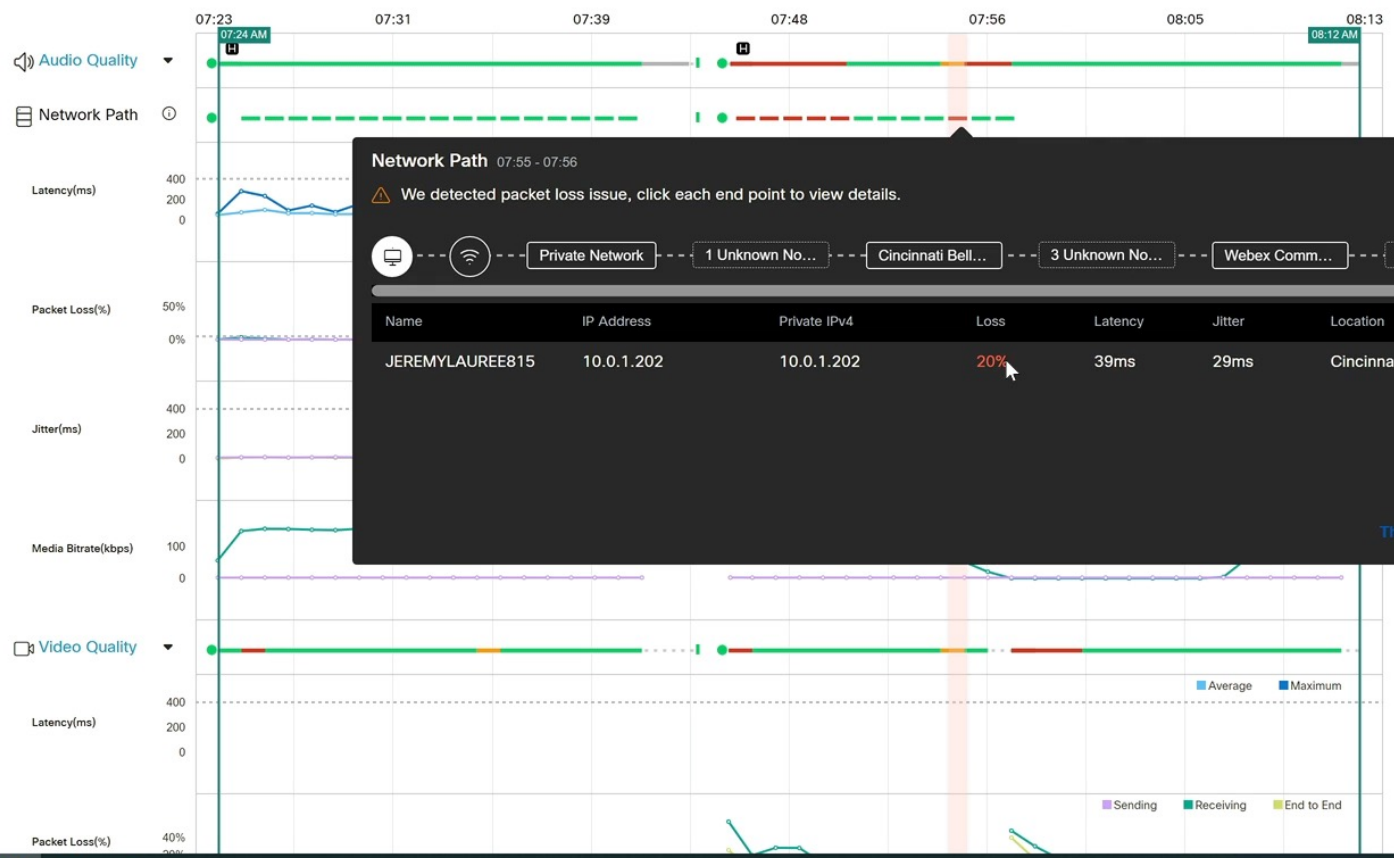 07:23 07:31 07:39 07:48 07:56 08:05 08:13
07:24 AM 08:12 AM
H H
Audio Quality
Network Path
Network Path 07:55 - 07:56
We detected packet loss issue, click each end point to view details.
Private Network 1 Unknown No... Cincinnati Bell... 3 Unknown No... Webex Comm...
Name IP Address Private IPv4 Loss Latency Jitter Location
JEREMYLAUREE815 10.0.1.202 10.0.1.202 20% 39ms 29ms Cincinna
Th
Latency(ms)
400
200
0
Packet Loss(%)
50%
0%
Jitter(ms)
400
200
0
Media Bitrate(kbps)
100
0
Video Quality
Average Maximum
Latency(ms)
400
200
0
Sending Receiving End to End
Packet Loss(%)
40%
20%